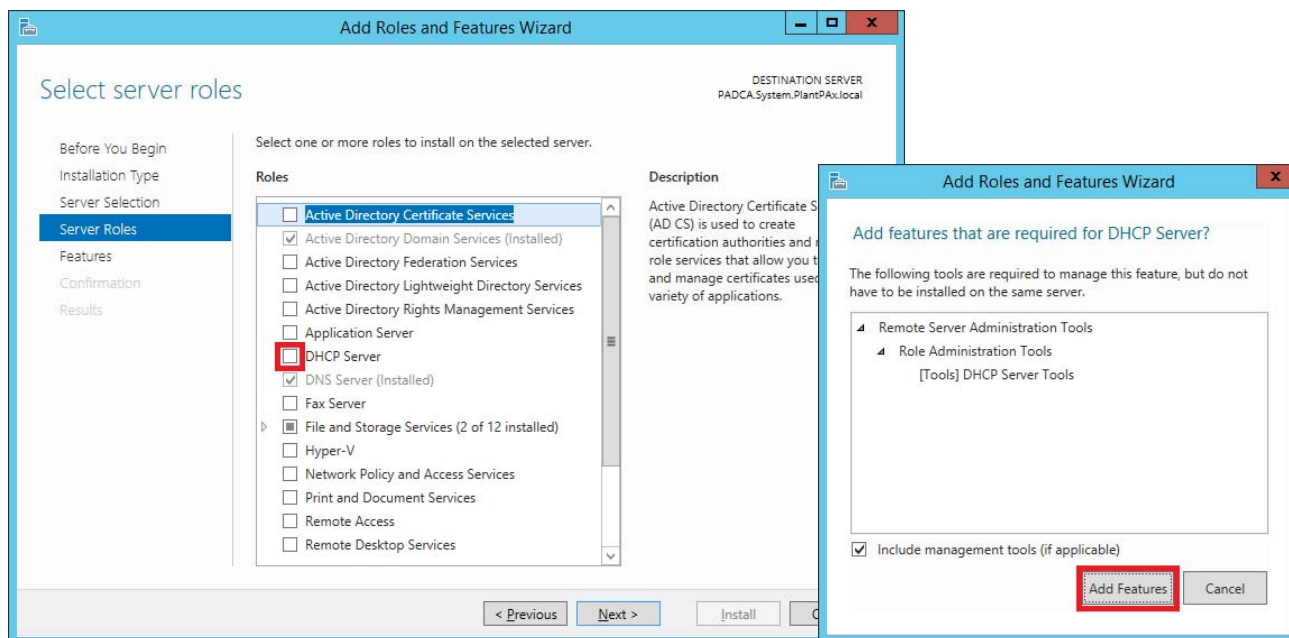 Add Roles and Features Wizard
Select server roles
DESTINATION SERVER
PADCA.System.PlantPAx.local
Before You Begin
Installation Type
Server Selection
Server Roles
Features
Confirmation
Results
Select one or more roles to install on the selected server.
Roles
Active Directory Certificate Services
Active Directory Domain Services (Installed)
Active Directory Federation Services
Active Directory Lightweight Directory Services
Active Directory Rights Management Services
Application Server
DHCP Server
DNS Server (Installed)
Fax Server
File and Storage Services (2 of 12 installed)
Hyper-V
Network Policy and Access Services
Print and Document Services
Remote Access
Remote Desktop Services
Description
Active Directory Certificate
(AD CS) is used to create
certification authorities and
role services that allow you
and manage certificates used
variety of applications.
< Previous
Next >
Install
Add Roles and Features Wizard
Add features that are required for DHCP Server?
The following tools are required to manage this feature, but do not
have to be installed on the same server.
Remote Server Administration Tools
Role Administration Tools
[Tools] DHCP Server Tools
Include management tools (if applicable)
Add Features
Cancel